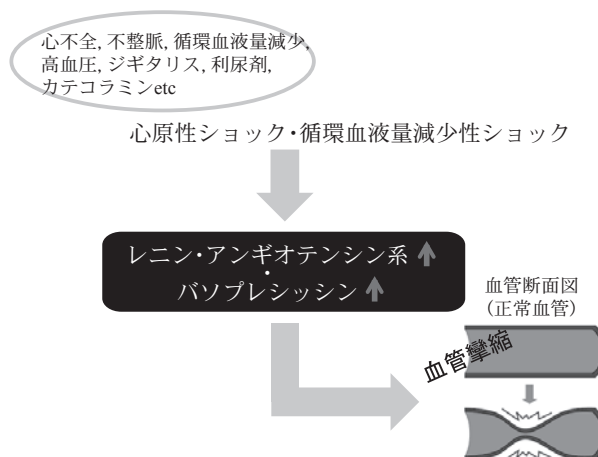 心不全, 不整脈, 循環血液量減少,
高血圧, ジギタリス, 利尿剤,
カテコラミンetc
心原性ショック・循環血液量減少性ショック
レニン・アンギオテンシン系
・
バソプレシッシン
血管断面図
(正常血管)
血管攣縮